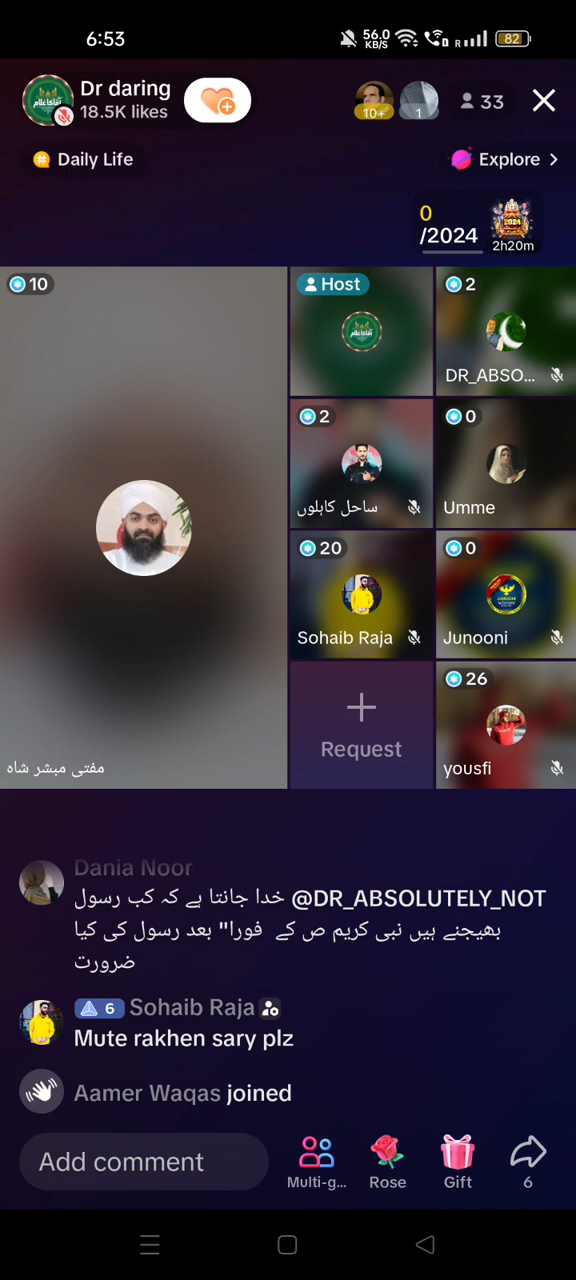 6:53
56.0
KB/S
R
82
Dr daring
18.5K likes
10+
1
33
Daily Life
Explore
0
/2024
2024
2h20m
10
Host
2
DR_ABSO...
2
0
ساحل کاہلوں
Umme
20
0
JUNOONI
Sohaib Raja
Junooni
26
Request
yousfi
مفتی مبشر شاہ
Dania Noor
@DR_ABSOLUTELY_NOT خدا جانتا ہے کہ کب رسول
بھیجنے ہیں نبی کریم ص کے فورا" بعد رسول کی کیا
ضرورت
6 Sohaib Raja
Mute rakhen sary plz
Aamer Waqas joined
Add comment
Multi-g...
Rose
Gift
6